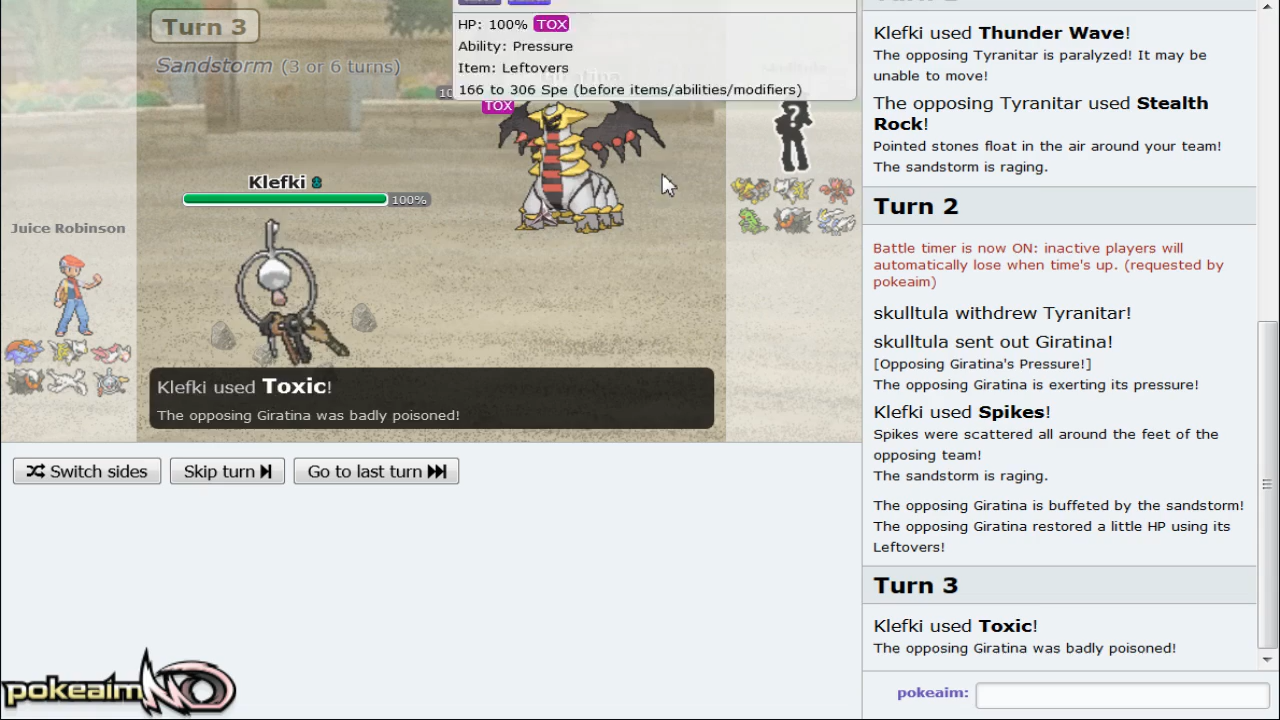 Turn 3
Sandstorm (3 or 6 turns)
HP: 100% TOX
Ability: Pressure
Item: Leftovers
166 to 306 Spe (before items/abilities/modifiers)
TOX
Klefki
100%
Juice Robinson
Klefki used Toxic!
The opposing Giratina was badly poisoned!
Switch sides
Skip turn
Go to last turn
pokeaimMD
Klefki used Thunder Wave!
The opposing Tyranitar is paralyzed! It may be
unable to move!
The opposing Tyranitar used Stealth
Rock!
Pointed stones float in the air around your team!
The sandstorm is raging.
Turn 2
Battle timer is now ON: inactive players will
automatically lose when time's up. (requested by
pokeaim)
skulltula withdrew Tyranitar!
skulltula sent out Giratina!
[Opposing Giratina's Pressure!]
The opposing Giratina is exerting its pressure!
Klefki used Spikes!
Spikes were scattered all around the feet of the
opposing team!
The sandstorm is raging.
The opposing Giratina is buffeted by the sandstorm!
The opposing Giratina restored a little HP using its
Leftovers!
Turn 3
Klefki used Toxic!
The opposing Giratina was badly poisoned!
pokeaim: